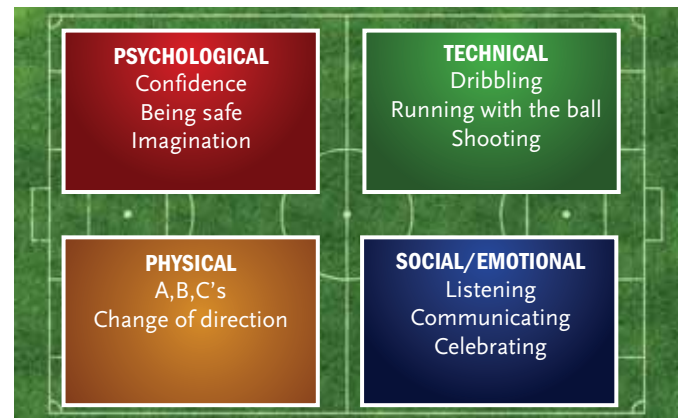 PSYCHOLOGICAL
Confidence
Being safe
Imagination
TECHNICAL
Dribbling
Running with the ball
Shooting
PHYSICAL
A,B,C's
Change of direction
SOCIAL/EMOTIONAL
Listening
Communicating
Celebrating